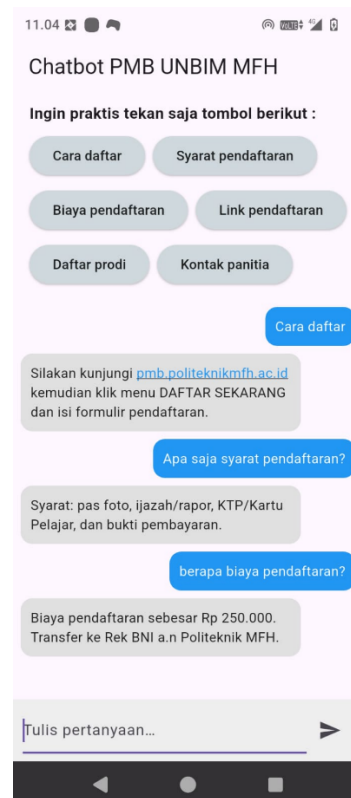 11.04
Chatbot PMB UNBIM MFH
Ingin praktis tekan saja tombol berikut :
Cara daftar
Syarat pendaftaran
Biaya pendaftaran
Link pendaftaran
Daftar prodi
Kontak panitia
Cara daftar
Silakan kunjungi pmb.politeknikmfh.ac.id
kemudian klik menu DAFTAR SEKARANG
dan isi formulir pendaftaran.
Apa saja syarat pendaftaran?
Syarat: pas foto, ijazah/rapor, KTP/Kartu
Pelajar, dan bukti pembayaran.
berapa biaya pendaftaran?
Biaya pendaftaran sebesar Rp 250.000.
Transfer ke Rek BNI a.n Politeknik MFH.
Tulis pertanyaan...